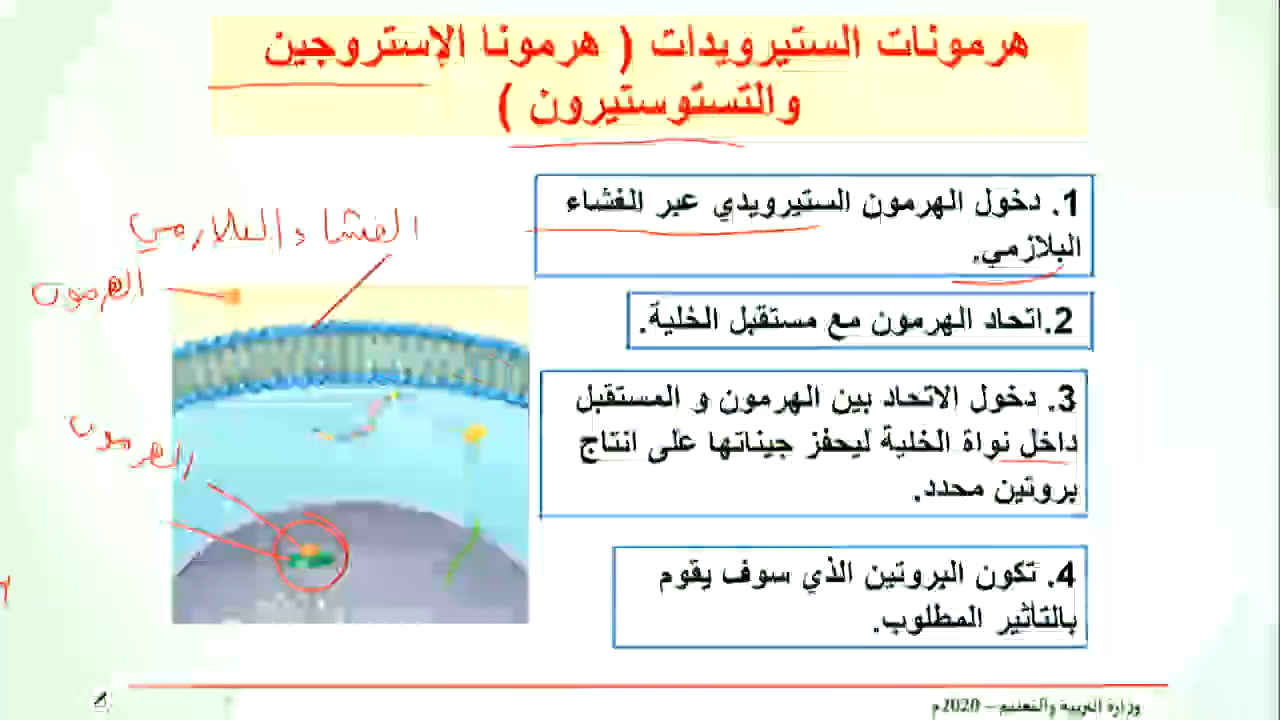 هرمونات الستيرويدات ( هرمونا الإستروجين
والتستوستيرون )
1. دخول الهرمون الستيرويدي عبر الغشاء
البلازمي.
2.اتحاد الهرمون مع مستقبل الخلية.
3. دخول الاتحاد بين الهرمون و المستقبل
داخل نواة الخلية ليحفز جيناتها على انتاج
بروتين محدد.
4. تكون البروتين الذي سوف يقوم
بالتأثير المطلوب.
الغشاء البلازمي
الهرمون
الهرمون
وزارة التربية والتعليم – 2020م